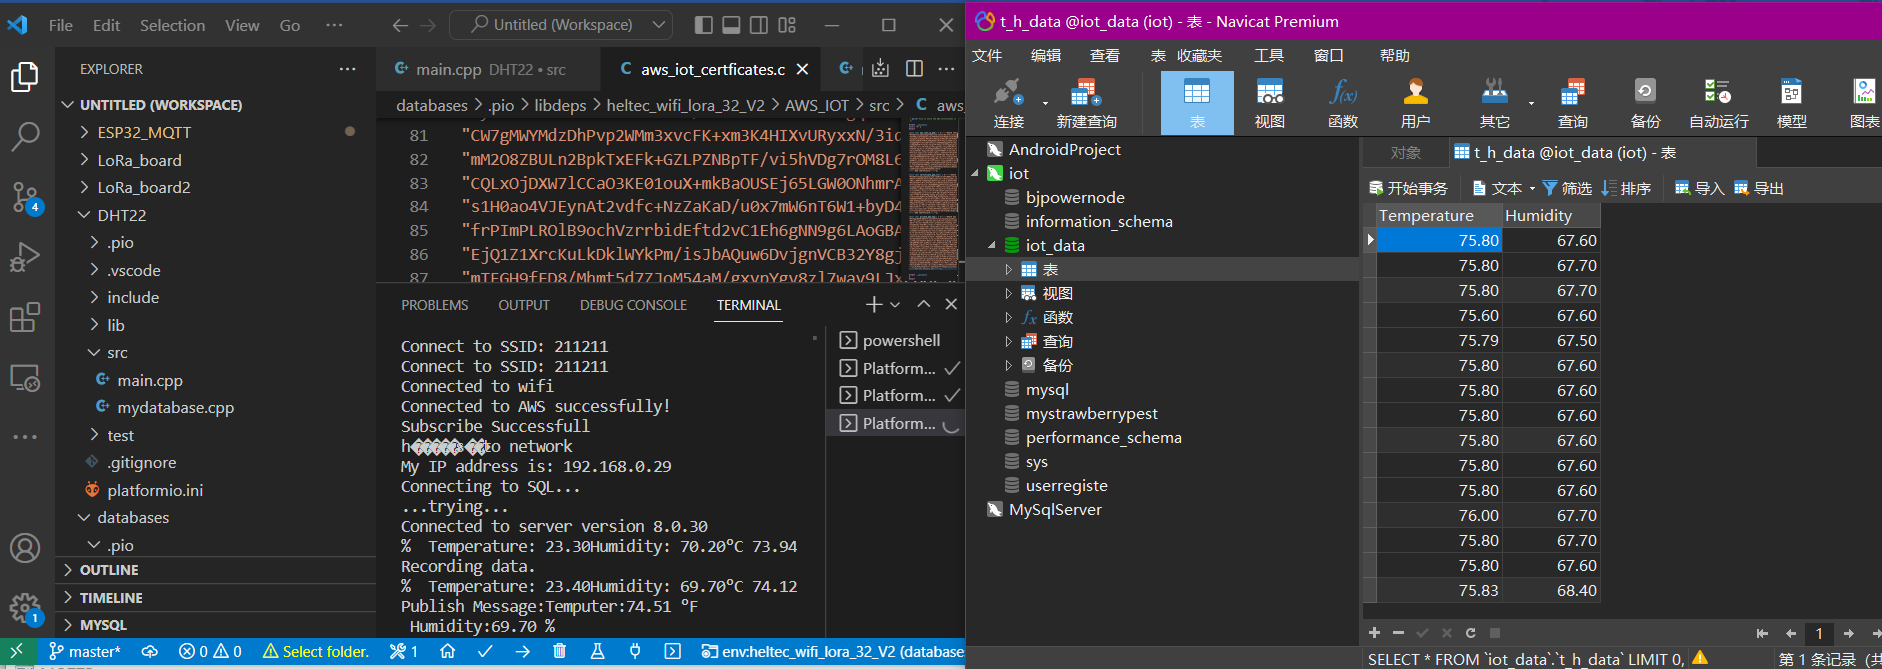 File Edit Selection View Go ··· Untitled (Workspace)
EXPLORER ···
UNTITLED (WORKSPACE)
ESP32_MQTT
LoRa_board
LoRa_board2
DHT22
.pio
.vscode
include
lib
src
main.cpp
mydatabase.cpp
test
.gitignore
platformio.ini
databases
.pio
OUTLINE
TIMELINE
MYSQL
4
1
main.cpp DHT22 • src aws_iot_certficates.c
databases > .pio > libdeps > heltec_wifi_lora_32_V2 > AWS_IOT > src > aws_
81 "CW7gMWYMdzDhPvp2WMm3xvcFK+xm3K4HIXvURyxxN/3ic
82 "mM2O8ZBULn2BpkTxEFk+GZLPZNBpTF/vi5hVDg7rOM8L6
83 "CQLxOjDXW7lCCaO3KE01ouX+mkBaOUSEj65LGW0ONhmrA
84 "s1H0ao4VJEynAt2vdfc+NzZaKaD/u0x7mW6nT6W1+byD4
85 "frPImPLROlB9ochVzrrbidEftd2vC1Eh6gNN9g6LAoGBA
86 "EjQ1Z1XrcKuLkDklWYkPm/isJbAQuw6DvjgnVCB32Y8gj
87
PROBLEMS OUTPUT DEBUG CONSOLE TERMINAL
Connect to SSID: 211211
Connect to SSID: 211211
Connected to wifi
Connected to AWS successfully!
Subscribe Successfull
h�����s��to network
My IP address is: 192.168.0.29
Connecting to SQL...
...trying...
Connected to server version 8.0.30
%  Temperature: 23.30Humidity: 70.20°C 73.94
Recording data.
%  Temperature: 23.40Humidity: 69.70°C 74.12
Publish Message:Temputer:74.51 °F
Humidity:69.70 %
powershell
Platform...
Platform...
Platform...
master* 0 0 Select folder. 1 env:heltec_wifi_lora_32_V2 (database
t_h_data @iot_data (iot) - 表 - Navicat Premium
文件 编辑 查看 表 收藏夹 工具 窗口 帮助
连接 新建查询 表 视图 函数 用户 其它 查询 备份 自动运行 模型 图表
AndroidProject
iot
bjpowernode
information_schema
iot_data
表
视图
函数
查询
备份
mysql
mystrawberrypest
performance_schema
sys
userregiste
MySqlServer
对象 t_h_data @iot_data (iot) - 表
开始事务 文本 筛选 排序 导入 导出
Temperature Humidity
75.80 67.60
75.80 67.70
75.80 67.70
75.60 67.60
75.79 67.50
75.80 67.60
75.80 67.60
75.80 67.60
75.80 67.60
75.80 67.60
75.80 67.60
76.00 67.70
75.80 67.70
75.80 67.60
75.83 68.40
1
SELECT * FROM `iot_data`.`t_h_data` LIMIT 0, 第 1 条记录 (共